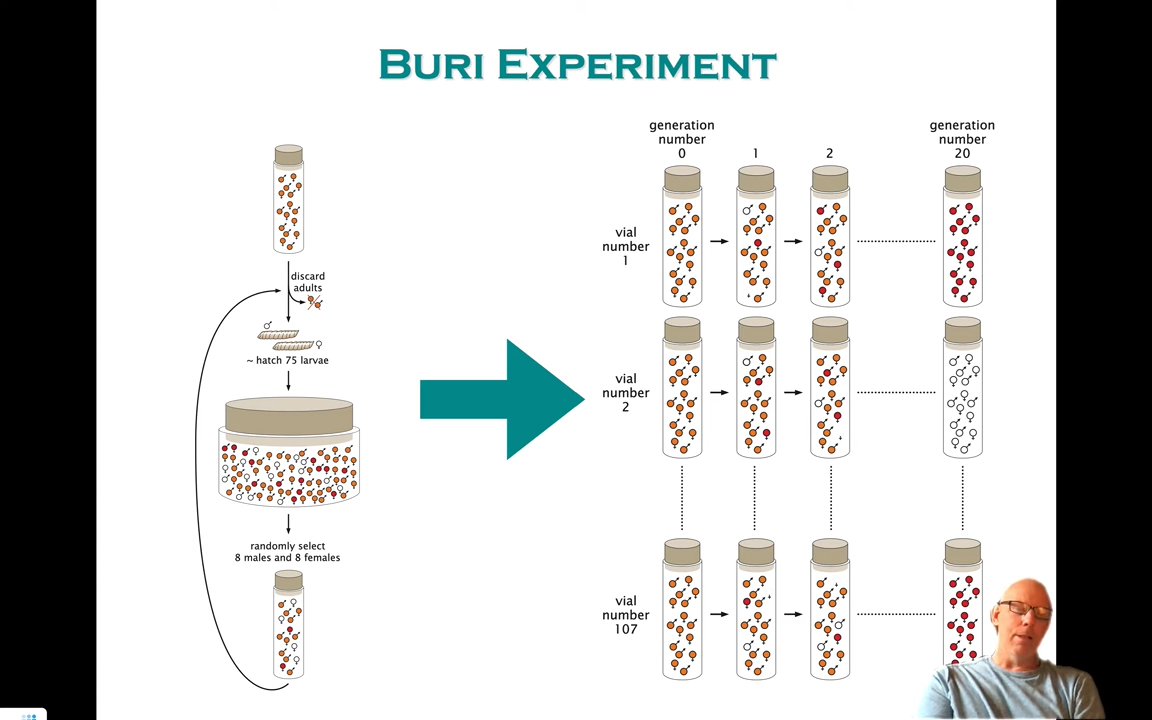 BURI EXPERIMENT
discard
adults
~ hatch 75 larvae
randomly select
8 males and 8 females
generation
number
0
1
2
generation
number
20
vial
number
1
vial
number
2
vial
number
107